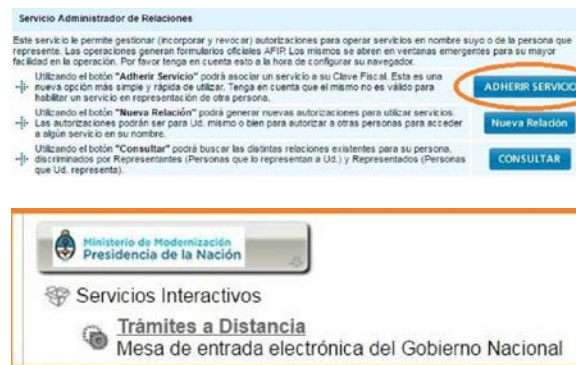 Servicio Administrador de Relaciones
Este servicio le permite gestionar (incorporar y revocar) autorizaciones para operar servicios en nombre suyo o de la persona que
represente. Las operaciones generan formularios oficiales AFIP. Los mismos se abren en ventanas emergentes para su mayor
facilidad en la operación. Por favor tenga en cuenta esto a la hora de configurar su navegador.
Utilizando el botón "Adherir Servicio" podrá asociar un servicio a su Clave Fiscal. Esta es una
nueva opción más simple y rápida de utilizar. Tenga en cuenta que el mismo no es válido para
habilitar un servicio en representación de otra persona.
ADHERIR SERVICIO
Utilizando el botón "Nueva Relación" podrá generar nuevas autorizaciones para utilizar servicios.
Las autorizaciones podrán ser para Ud. mismo o bien para autorizar a otras personas para acceder
a algún servicio en su nombre.
Nueva Relación
Utilizando el botón "Consultar" podrá buscar las distintas relaciones existentes para su persona,
discriminados por Representantes (Personas que lo representan a Ud.) y Representados (Personas
que Ud. representa).
CONSULTAR
Ministerio de Modernización
Presidencia de la Nación
Servicios Interactivos
Trámites a Distancia
Mesa de entrada electrónica del Gobierno Nacional